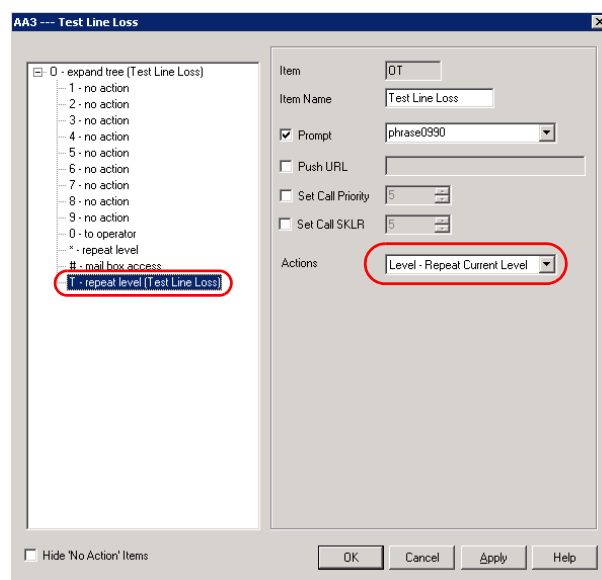 AA3 --- Test Line Loss
0 - expand tree (Test Line Loss)
1 - no action
2 - no action
3 - no action
4 - no action
5 - no action
6 - no action
7 - no action
8 - no action
9 - no action
0 - to operator
* - repeat level
# - mail box access
T - repeat level (Test Line Loss)
Item 0T
Item Name Test Line Loss
Prompt phrase0990
Push URL
Set Call Priority 5
Set Call SKLR 5
Actions Level - Repeat Current Level
Hide 'No Action' Items
OK Cancel Apply Help